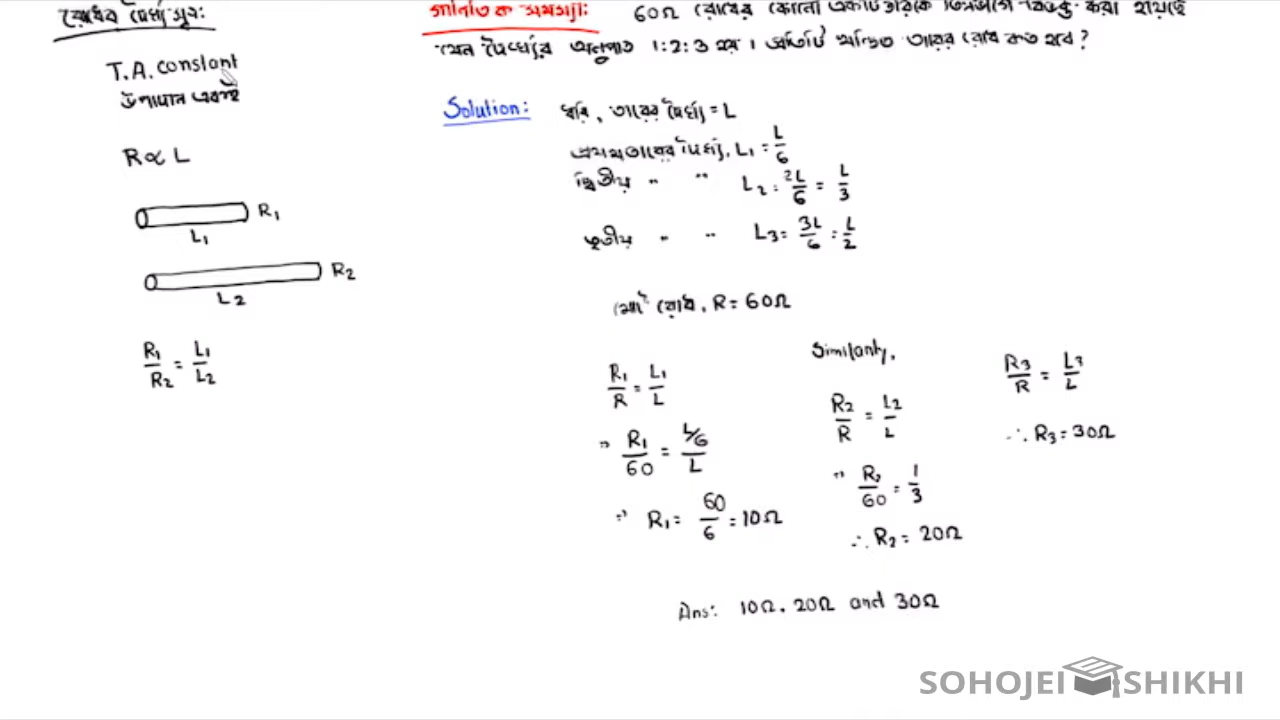 রোধের দৈর্ঘ্য সূত্র:
T.A. constant
উপাদান একই
R ∝ L
R₁
L₁
R₂
L₂
R₁/R₂ = L₁/L₂
গাণিতিক সমস্যা: 60Ω রোধের কোনো একটি তারকে তিনভাগে বিভক্ত করা হয়েছে
যেন দৈর্ঘ্যের অনুপাত 1:2:3 হয়। প্রতিটি খন্ডিত তারের রোধ কত হবে?
Solution: ধরি, তারের দৈর্ঘ্য = L
প্রথম তারের দৈর্ঘ্য, L₁ = L/6
দ্বিতীয় " " L₂ = 2L/6 = L/3
তৃতীয় " " L₃ = 3L/6 = L/2
রোধ, R = 60Ω
R₁/R = L₁/L
⇒ R₁/60 = (L/6)/L
⇒ R₁ = 60/6 = 10Ω
Similarly,
R₂/R = L₂/L
⇒ R₂/60 = 1/3
∴ R₂ = 20Ω
R₃/R = L₃/L
∴ R₃ = 30Ω
Ans: 10Ω, 20Ω and 30Ω
SOHOJEI SHIKHI